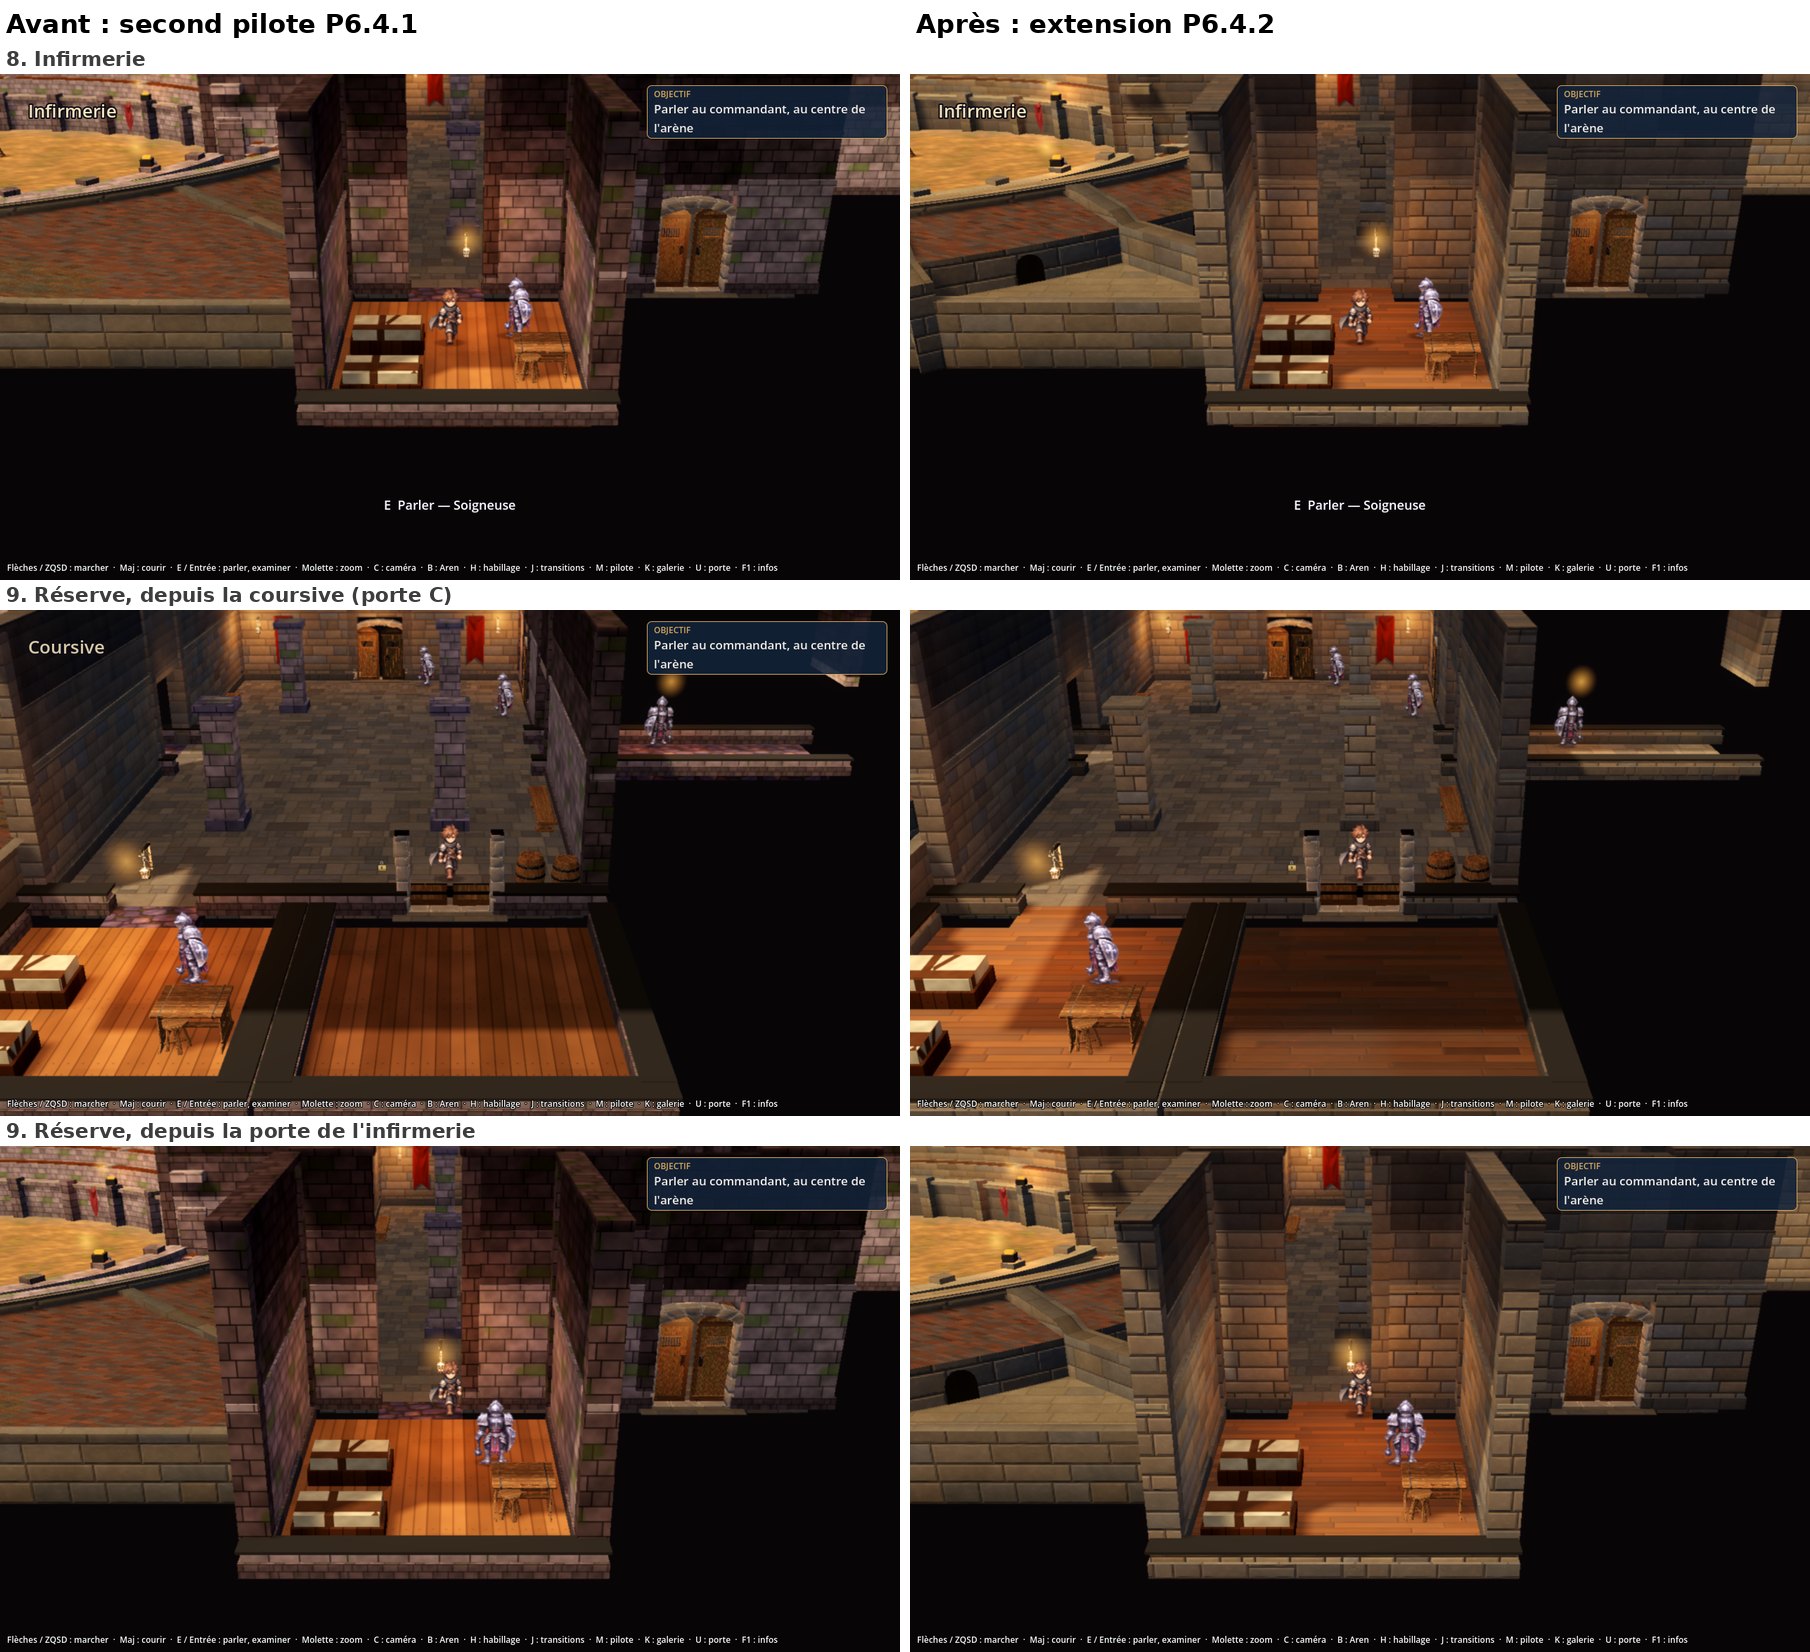 Avant : second pilote P6.4.1
Après : extension P6.4.2
8. Infirmerie
Infirmerie
OBJECTIF
Parler au commandant, au centre de
l'arène
E Parler — Soigneuse
Flèches / ZQSD : marcher · Maj : courir · E / Entrée : parler, examiner · Molette : zoom · C : caméra · B : Aren · H : habillage · J : transitions · M : pilote · K : galerie · U : porte · F1 : infos
Infirmerie
OBJECTIF
Parler au commandant, au centre de
l'arène
E Parler — Soigneuse
Flèches / ZQSD : marcher · Maj : courir · E / Entrée : parler, examiner · Molette : zoom · C : caméra · B : Aren · H : habillage · J : transitions · M : pilote · K : galerie · U : porte · F1 : infos
9. Réserve, depuis la coursive (porte C)
Coursive
OBJECTIF
Parler au commandant, au centre de
l'arène
Flèches / ZQSD : marcher · Maj : courir · E / Entrée : parler, examiner · Molette : zoom · C : caméra · B : Aren · H : habillage · J : transitions · M : pilote · K : galerie · U : porte · F1 : infos
Flèches / ZQSD : marcher · Maj : courir · E / Entrée : parler, examiner · Molette : zoom · C : caméra · B : Aren · H : habillage · J : transitions · M : pilote · K : galerie · U : porte · F1 : infos
9. Réserve, depuis la porte de l'infirmerie
OBJECTIF
Parler au commandant, au centre de
l'arène
Flèches / ZQSD : marcher · Maj : courir · E / Entrée : parler, examiner · Molette : zoom · C : caméra · B : Aren · H : habillage · J : transitions · M : pilote · K : galerie · U : porte · F1 : infos
OBJECTIF
Parler au commandant, au centre de
l'arène
Flèches / ZQSD : marcher · Maj : courir · E / Entrée : parler, examiner · Molette : zoom · C : caméra · B : Aren · H : habillage · J : transitions · M : pilote · K : galerie · U : porte · F1 : infos